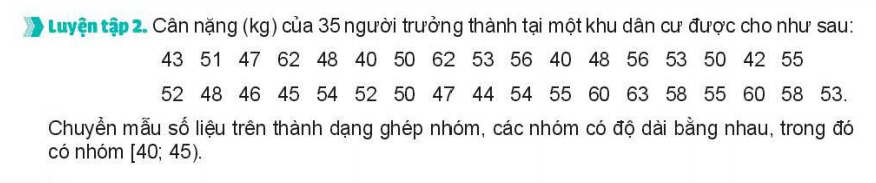 Luyện tập 2. Cân nặng (kg) của 35 người trưởng thành tại một khu dân cư được cho như sau:
43 51 47 62 48 40 50 62 53 56 40 48 56 53 50 42 55
52 48 46 45 54 52 50 47 44 54 55 60 63 58 55 60 58 53.
Chuyển mẫu số liệu trên thành dạng ghép nhóm, các nhóm có độ dài bằng nhau, trong đó
có nhóm [40; 45).